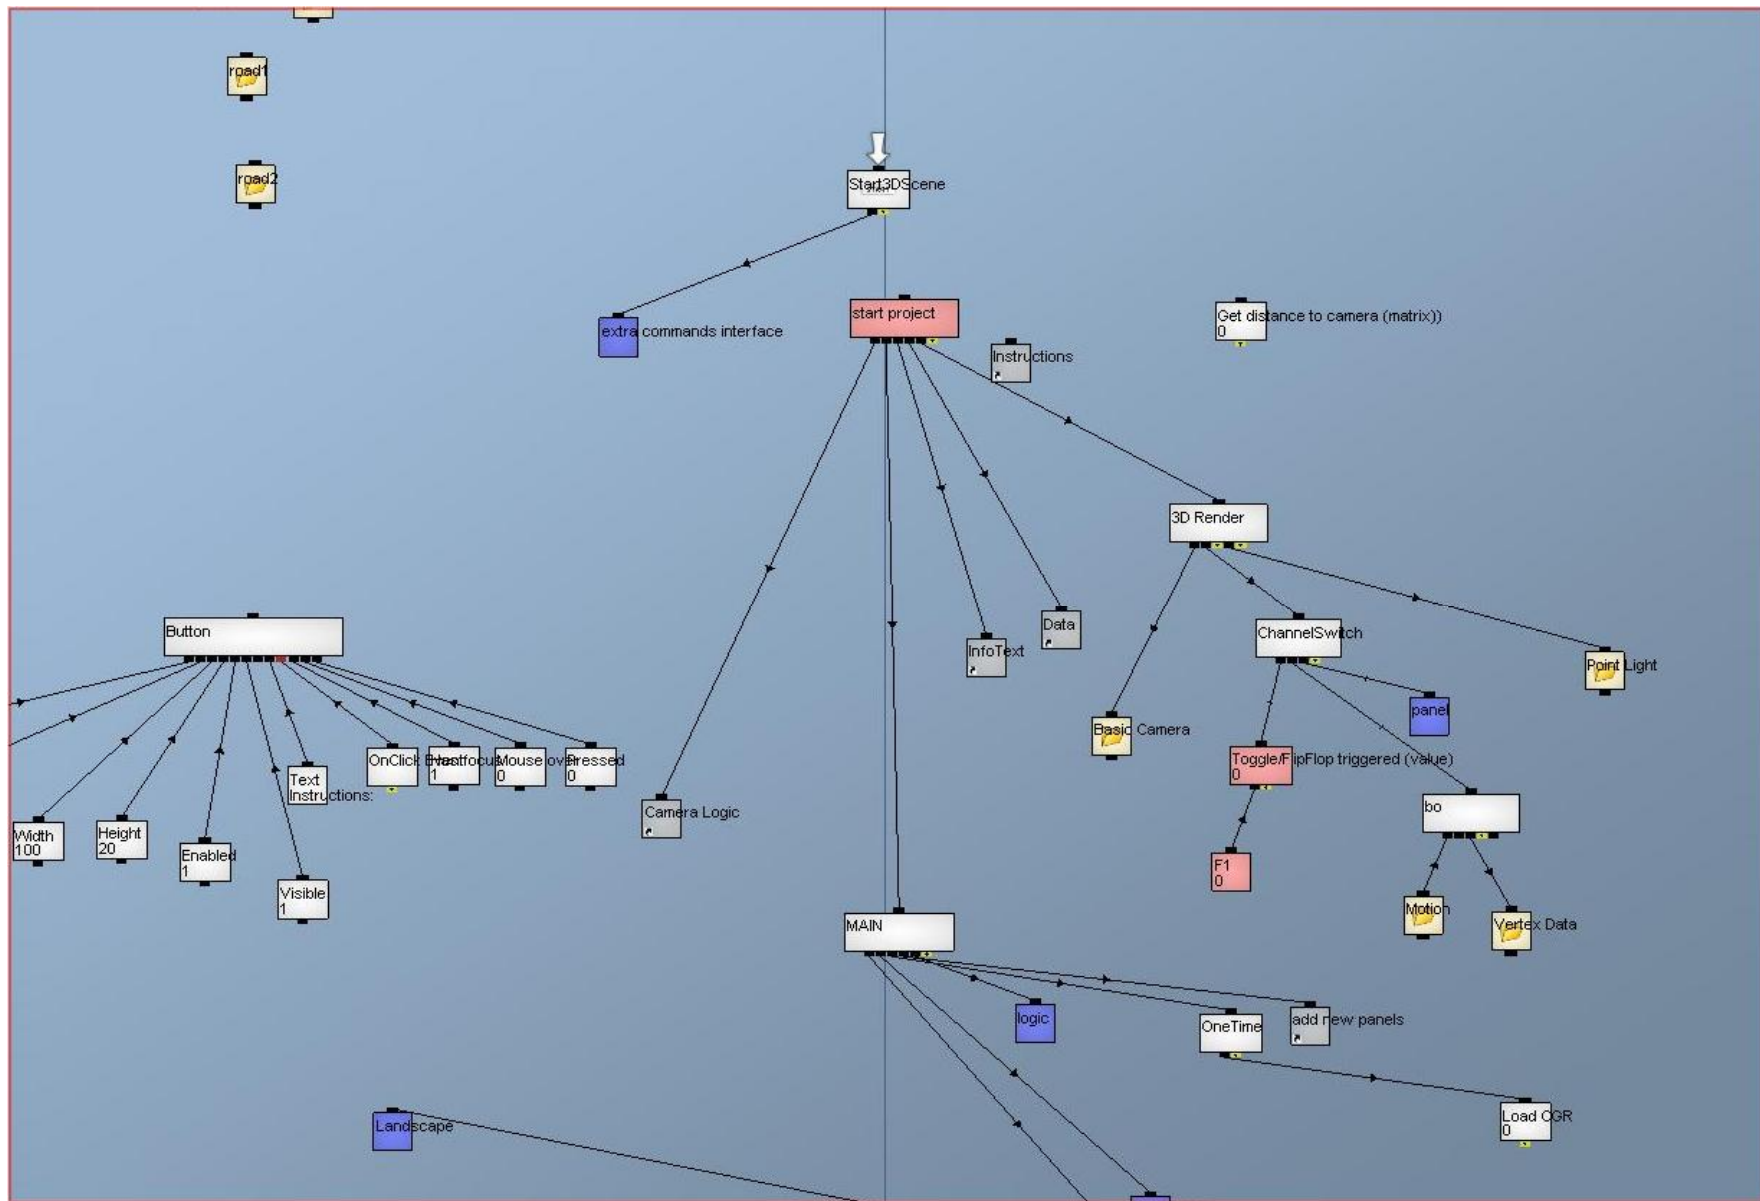 road1
road2
Start3DScene
extra commands interface
start project
Get distance to camera (matrix))
0
Instructions
3D Render
Button
ChannelSwitch
Data
InfoText
Point Light
panel
Basic Camera
Toggle/FlipFlop triggered (value)
0
OnClick
1
Mouse over
0
Pressed
0
Text
Instructions:
Camera Logic
bo
Width
100
Height
20
Enabled
1
Visible
1
F1
0
Motion
Vertex Data
MAIN
logic
OneTime
add new panels
Load CGR
0
Landscape